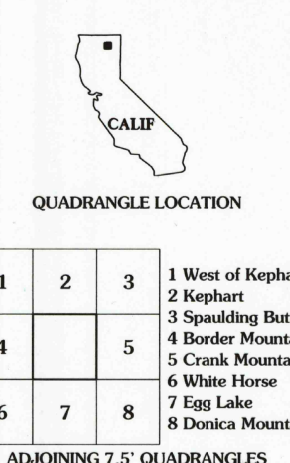 CALIF
QUADRANGLE LOCATION
1 2 3
4 5
6 7 8
1 West of Kepha
2 Kephart
3 Spaulding But
4 Border Mounta
5 Crank Mounta
6 White Horse
7 Egg Lake
8 Donica Mount
ADJOINING 7.5' QUADRANGLES